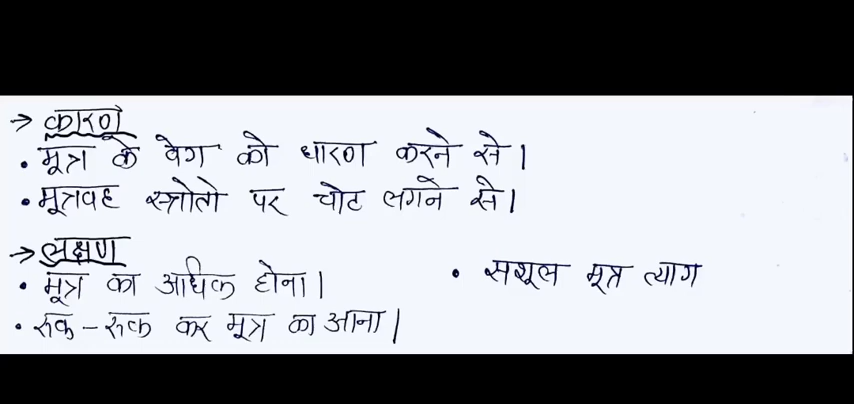 → कारण
• मूत्र के वेग को धारण करने से।
• मूत्रवह स्त्रोतो पर चोट लगने से।
→ लक्षण
• मूत्र का अधिक होना।
• सशूल मूत्र त्याग
• रुक - रुक कर मूत्र का आना।